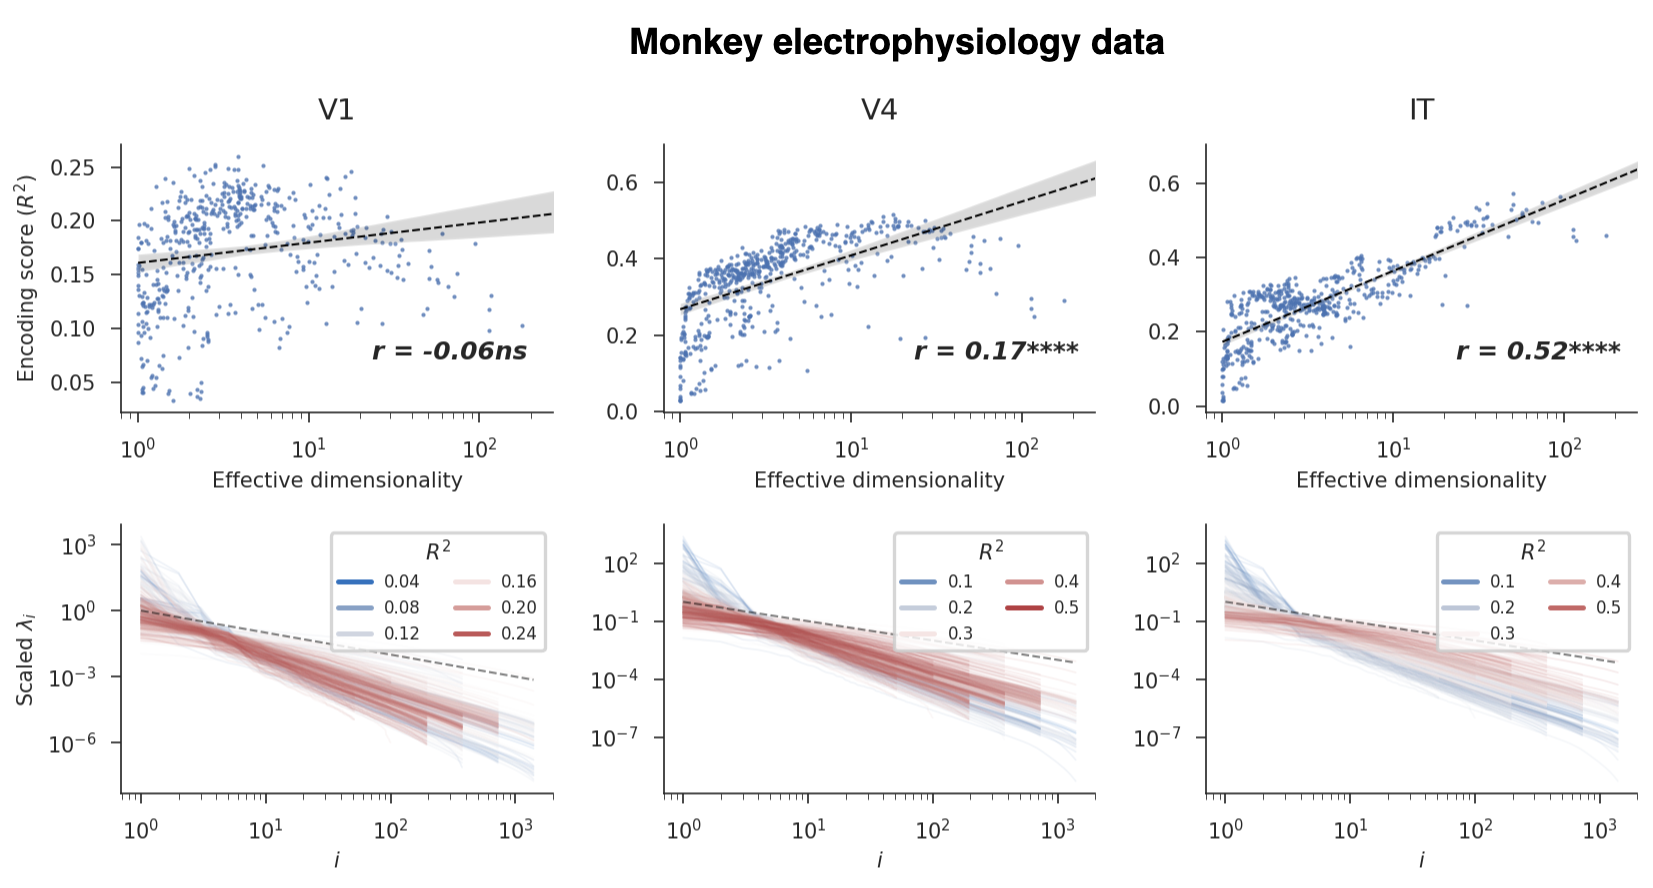 Monkey electrophysiology data
V1
V4
IT
Encoding score (R²)
0.25
0.20
0.15
0.10
0.05
r = -0.06ns
10⁰ 10¹ 10²
Effective dimensionality
0.6
0.4
0.2
0.0
r = 0.17****
10⁰ 10¹ 10²
Effective dimensionality
0.6
0.4
0.2
0.0
r = 0.52****
10⁰ 10¹ 10²
Effective dimensionality
Scaled λᵢ
10³
10⁰
10⁻³
10⁻⁶
R²
0.04 0.16
0.08 0.20
0.12 0.24
10⁰ 10¹ 10² 10³
i
10²
10⁻¹
10⁻⁴
10⁻⁷
R²
0.1 0.4
0.2 0.5
0.3
10⁰ 10¹ 10² 10³
i
10²
10⁻¹
10⁻⁴
10⁻⁷
R²
0.1 0.4
0.2 0.5
0.3
10⁰ 10¹ 10² 10³
i